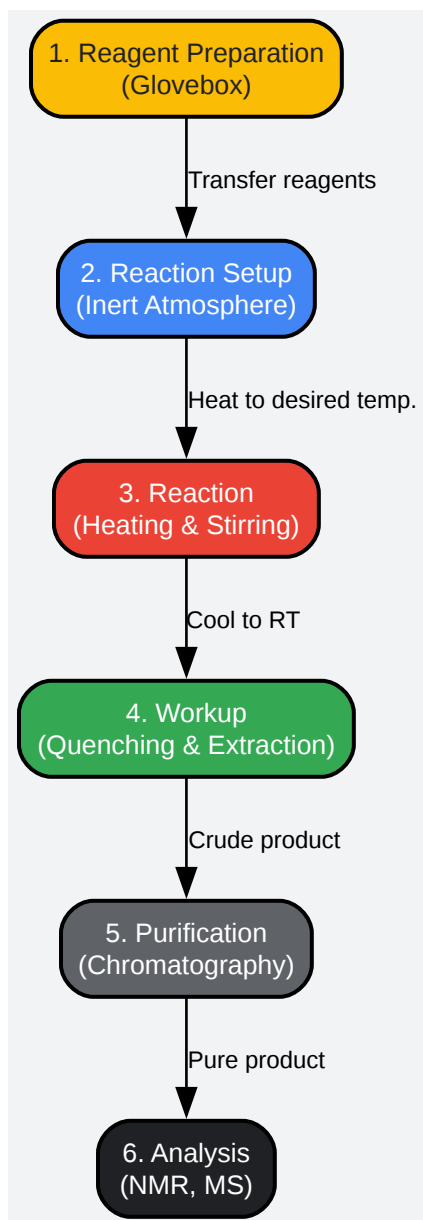 1. Reagent Preparation
(Glovebox)
Transfer reagents
2. Reaction Setup
(Inert Atmosphere)
Heat to desired temp.
3. Reaction
(Heating & Stirring)
Cool to RT
4. Workup
(Quenching & Extraction)
Crude product
5. Purification
(Chromatography)
Pure product
6. Analysis
(NMR, MS)